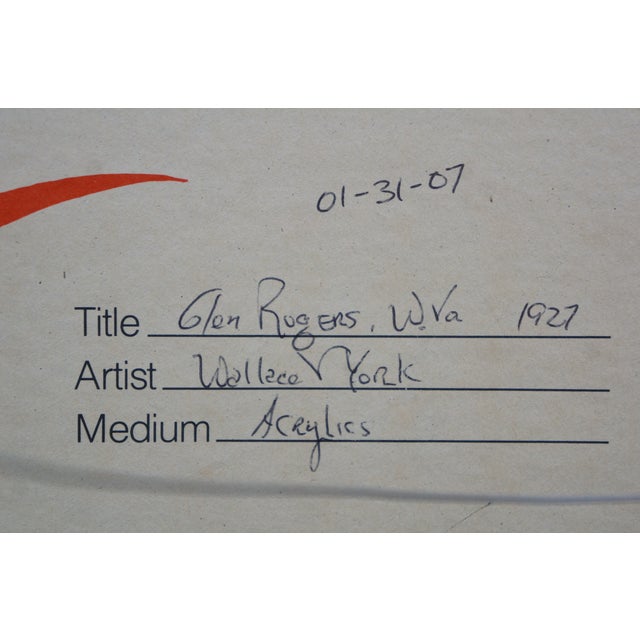 01-31-07
Title Glen Rogers, W.Va 1927
Artist Wallace York
Medium Acrylics